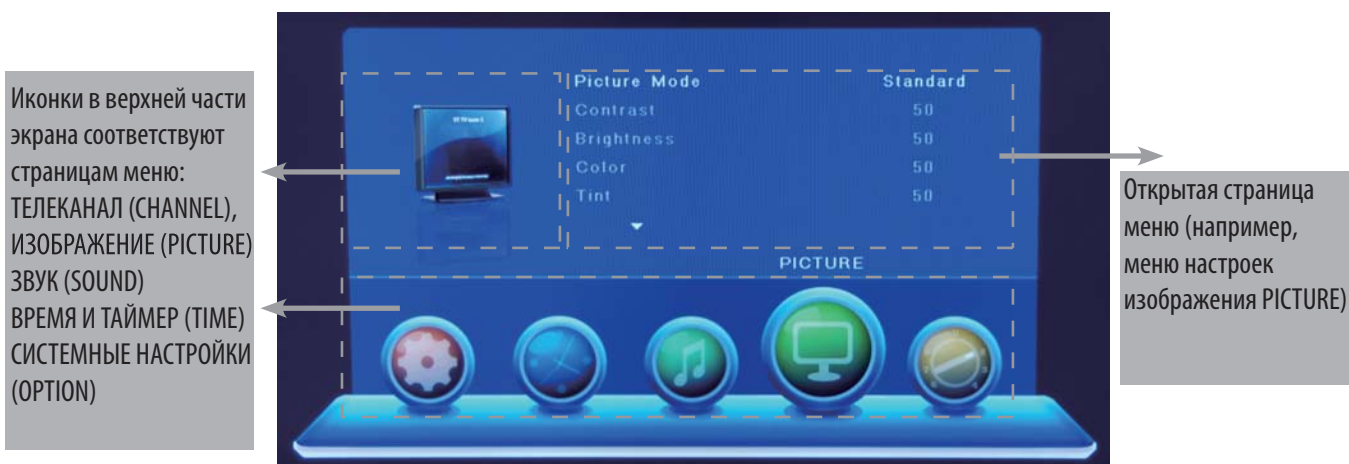 Иконки в верхней части
экрана соответствуют
страницам меню:
ТЕЛЕКАНАЛ (CHANNEL),
ИЗОБРАЖЕНИЕ (PICTURE)
ЗВУК (SOUND)
ВРЕМЯ И ТАЙМЕР (TIME)
СИСТЕМНЫЕ НАСТРОЙКИ
(OPTION)
Picture Mode Standard
Contrast 50
Brightness 50
Color 50
Tint 50
PICTURE
Открытая страница
меню (например,
меню настроек
изображения PICTURE)